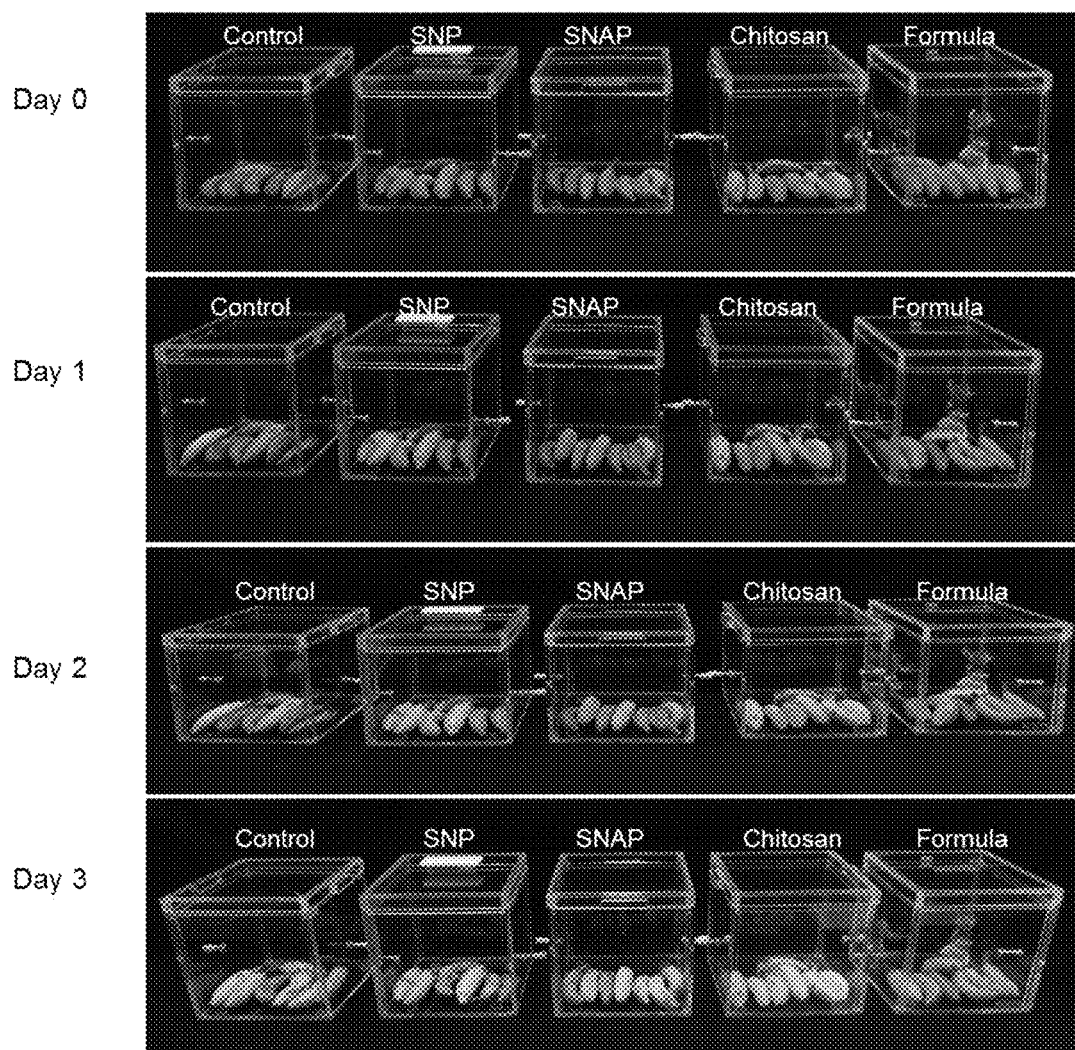 Control SNP SNAP Chitosan Formula
Day 0
Control SNP SNAP Chitosan Formula
Day 1
Control SNP SNAP Chitosan Formula
Day 2
Control SNP SNAP Chitosan Formula
Day 3